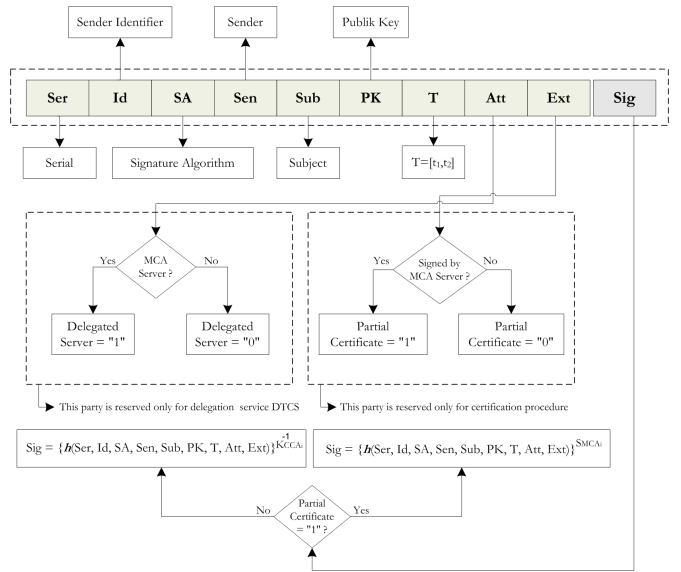 Sender Identifier
Sender
Publik Key
Ser Id SA Sen Sub PK T Att Ext Sig
Serial
Signature Algorithm
Subject
T=[t1,t2]
Yes
MCA
Server ?
No
Yes
Signed by
MCA Server ?
No
Delegated
Server = "1"
Delegated
Server = "0"
Partial
Certificate = "1"
Partial
Certificate = "0"
This party is reserved only for delegation service DTCS
This party is reserved only for certification procedure
Sig = {h(Ser, Id, SA, Sen, Sub, PK, T, Att, Ext)}K-1CCAi
Sig = {h(Ser, Id, SA, Sen, Sub, PK, T, Att, Ext)}SMCAi
No
Partial
Certificate
= "1" ?
Yes